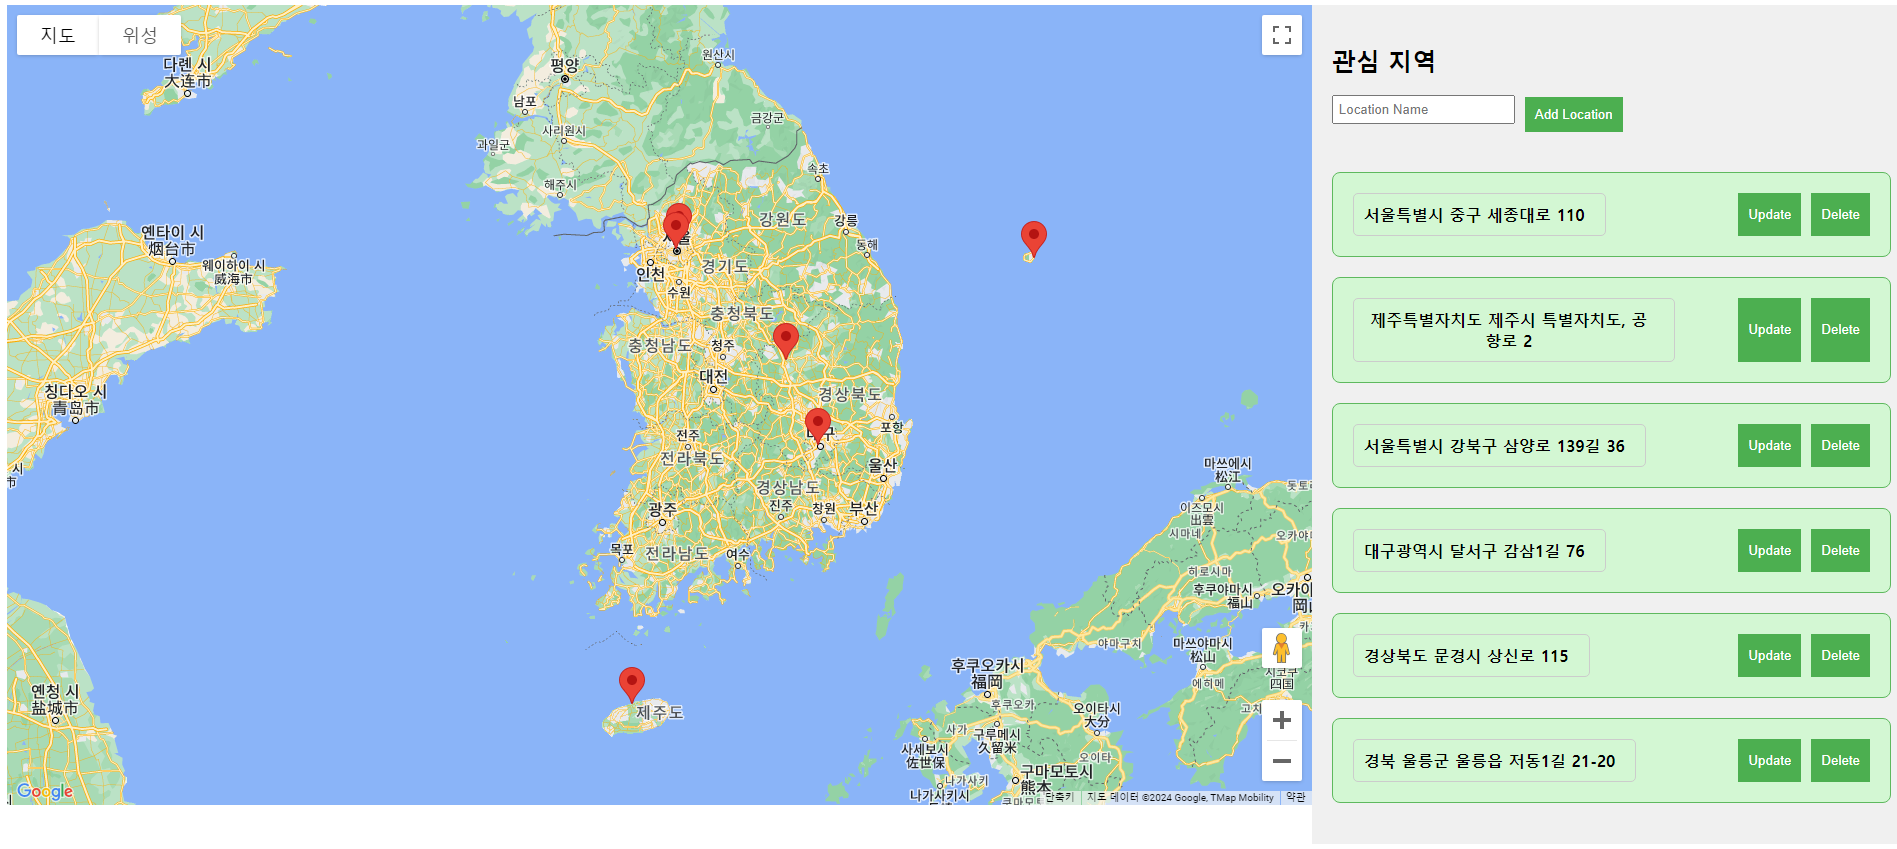 지도
위성
다롄 시
大连市
평양
원산시
남포
사리원시
금강군
과일군
해주시
속초
옌타이 시
烟台市
강원도
강릉
서울
동해
웨이하이 시
威海市
인천
경기도
수원
충청북도
충청남도
청주
대전
칭다오 시
青岛市
경상북도
포항
대구
전주
전라북도
울산
마쓰에시
松江
경상남도
진주
창원
부산
광주
이즈모시
出雲
시마네
목포
전라남도
여수
히로시마
후쿠야마시
福山
마쓰야마시
松山
야마구치
후쿠오카시
福岡
에히메
四国
옌청 시
盐城市
제주도
후쿠오카
오이타시
大分
사가
구루메시
久留米
사세보시
佐世保
오이타
구마모토시
熊本
나가사키
나가사키시
Google
단축키
지도 데이터 ©2024 Google, TMap Mobility
약관
관심 지역
Location Name
Add Location
서울특별시 중구 세종대로 110
Update
Delete
제주특별자치도 제주시 특별자치도, 공
항로 2
Update
Delete
서울특별시 강북구 삼양로 139길 36
Update
Delete
대구광역시 달서구 감삼1길 76
Update
Delete
경상북도 문경시 상신로 115
Update
Delete
경북 울릉군 울릉읍 저동1길 21-20
Update
Delete